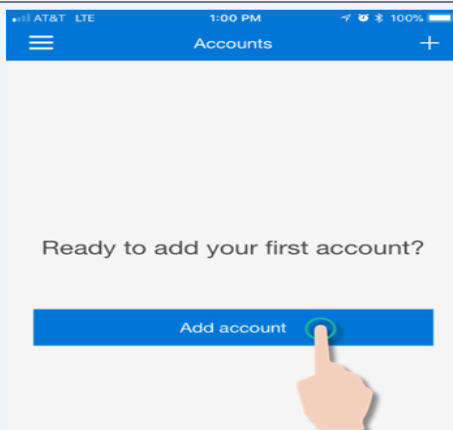 AT&T LTE 1:00 PM 100%
Accounts
Ready to add your first account?
Add account